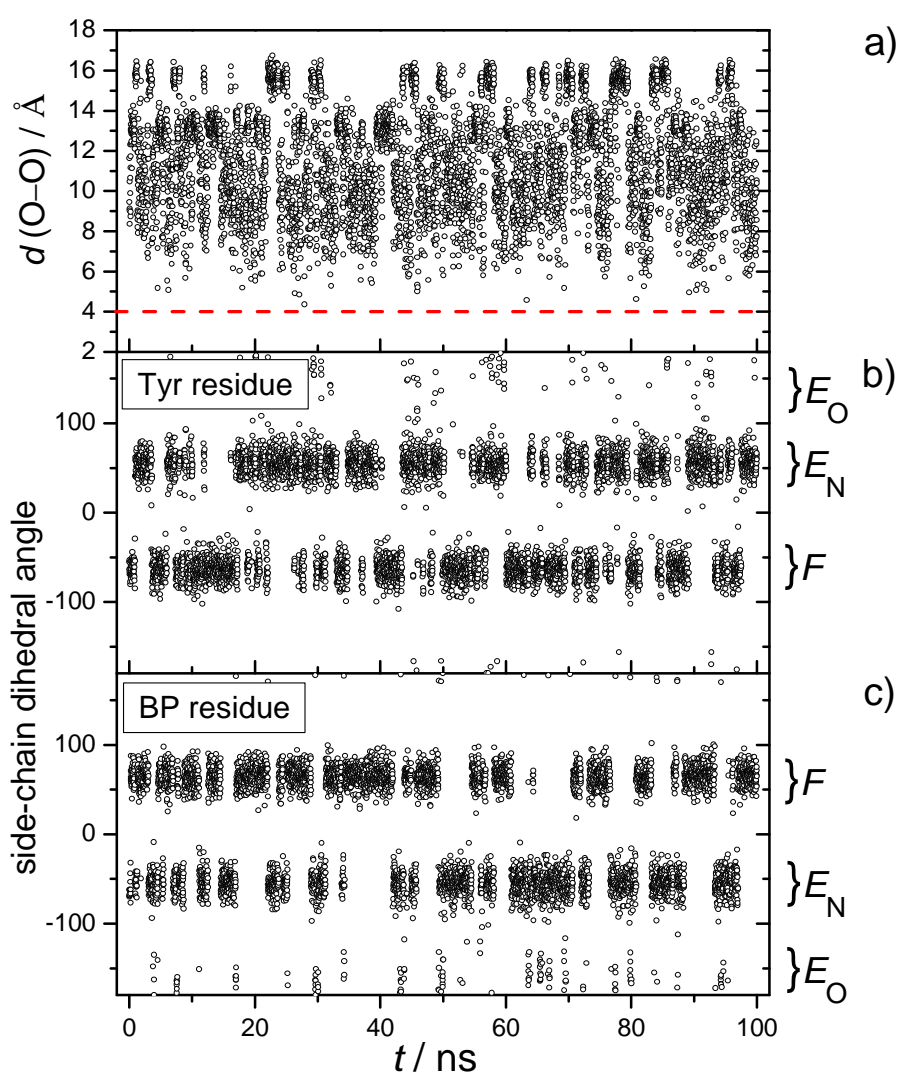 a)
d (O–O) / Å
18
16
14
12
10
8
6
4
2
b)
Tyr residue
100
0
-100
E_O
E_N
F
side-chain dihedral angle
c)
BP residue
100
0
-100
F
E_N
E_O
0 20 40 60 80 100
t / ns